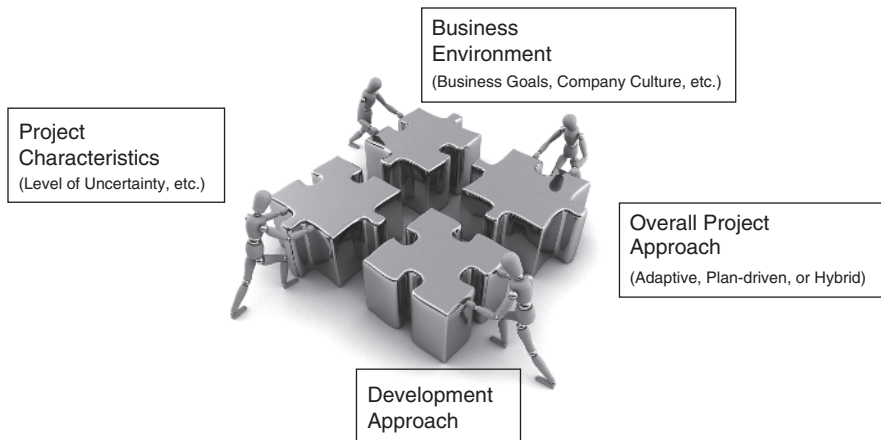 Business
Environment
(Business Goals, Company Culture, etc.)
Project
Characteristics
(Level of Uncertainty, etc.)
Overall Project
Approach
(Adaptive, Plan-driven, or Hybrid)
Development
Approach